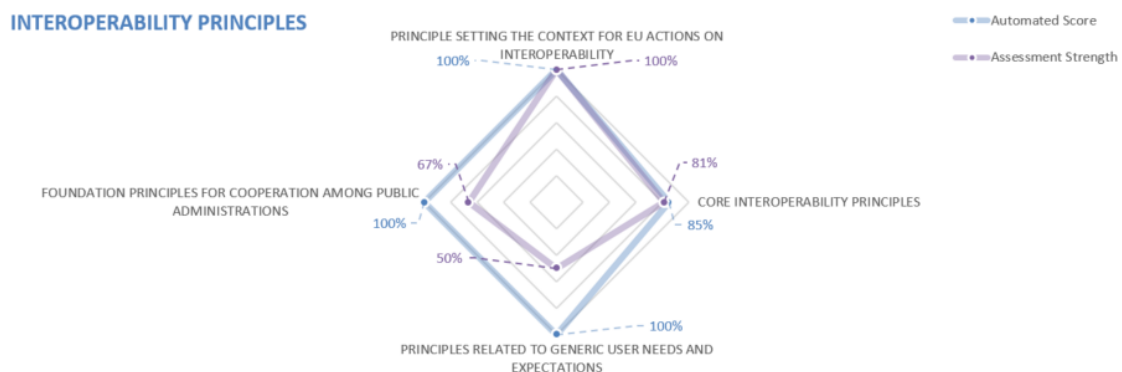 INTEROPERABILITY PRINCIPLES
Automated Score
Assessment Strength
PRINCIPLE SETTING THE CONTEXT FOR EU ACTIONS ON
INTEROPERABILITY
100%
100%
67%
81%
FOUNDATION PRINCIPLES FOR COOPERATION AMONG PUBLIC
ADMINISTRATIONS
CORE INTEROPERABILITY PRINCIPLES
100%
85%
50%
100%
PRINCIPLES RELATED TO GENERIC USER NEEDS AND
EXPECTATIONS